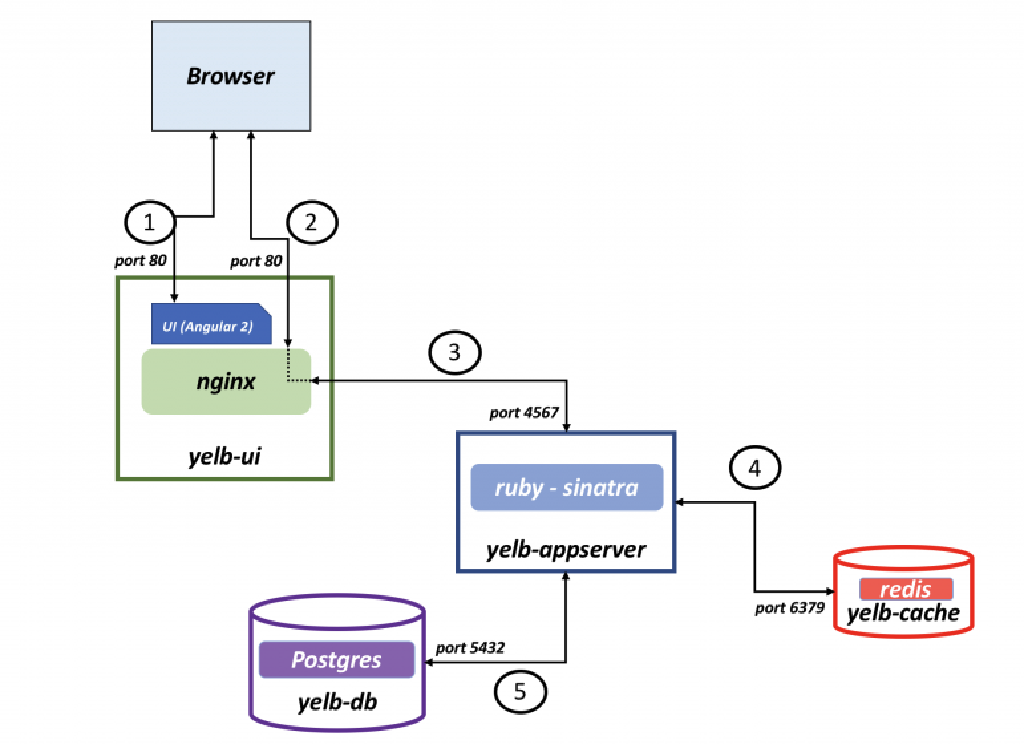 Browser
1
2
port 80
port 80
UI (Angular 2)
nginx
yelb-ui
3
port 4567
ruby - sinatra
yelb-appserver
4
port 6379
redis
yelb-cache
Postgres
yelb-db
port 5432
5